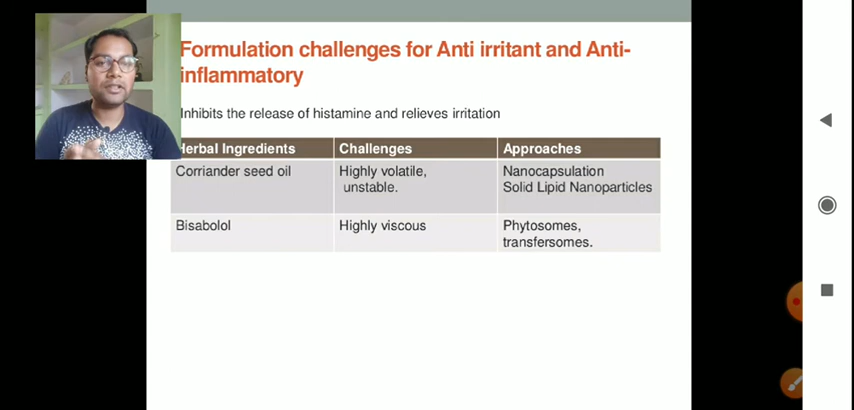 Formulation challenges for Anti irritant and Anti-
inflammatory
Inhibits the release of histamine and relieves irritation
Herbal Ingredients Challenges Approaches
Corriander seed oil Highly volatile, Nanocapsulation
unstable. Solid Lipid Nanoparticles
Bisabolol Highly viscous Phytosomes,
transfersomes.